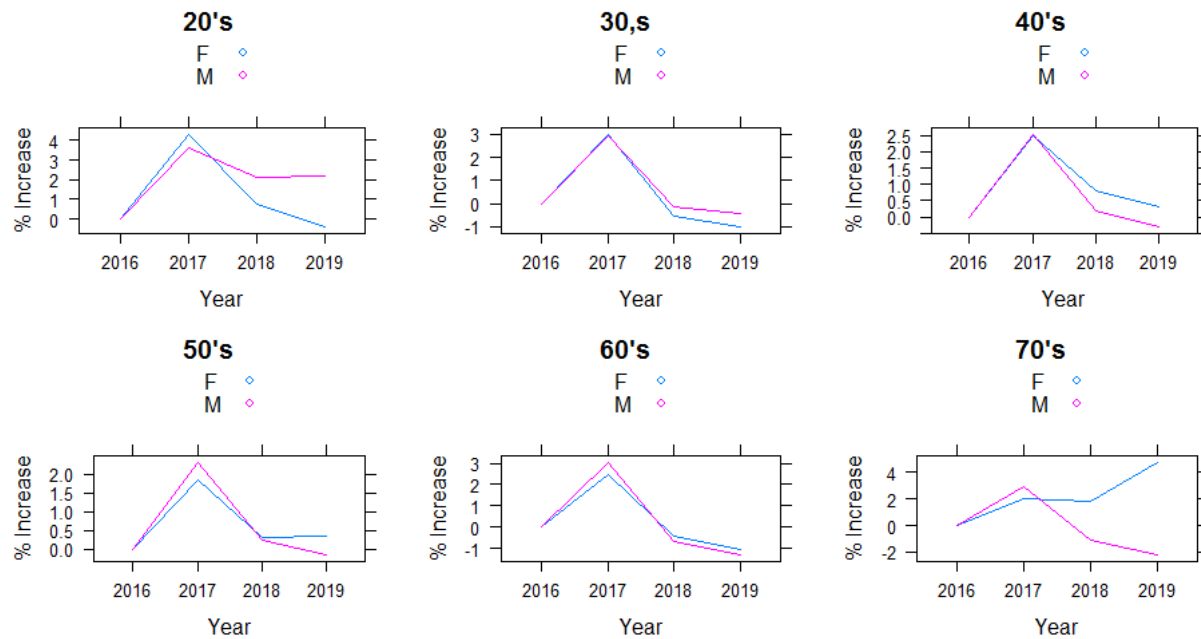 20's
F
M
% Increase
4
3
2
1
0
2016 2017 2018 2019
Year
30,s
F
M
% Increase
3
2
1
0
-1
2016 2017 2018 2019
Year
40's
F
M
% Increase
2.5
2.0
1.5
1.0
0.5
0.0
2016 2017 2018 2019
Year
50's
F
M
% Increase
2.0
1.5
1.0
0.5
0.0
2016 2017 2018 2019
Year
60's
F
M
% Increase
3
2
1
0
-1
2016 2017 2018 2019
Year
70's
F
M
% Increase
4
2
0
-2
2016 2017 2018 2019
Year